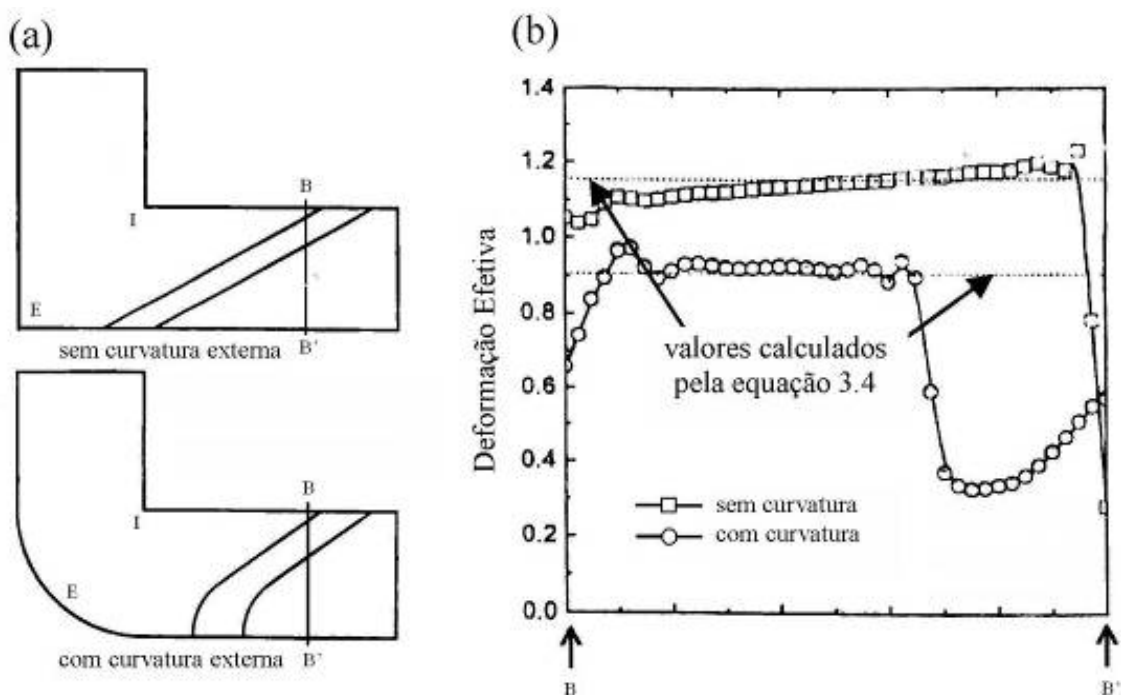 (a)
B
I
E
B'
sem curvatura externa
B
I
E
B'
com curvatura externa
(b)
Deformação Efetiva
1.4
1.2
1.0
0.8
0.6
0.4
0.2
0.0
valores calculados
pela equação 3.4
sem curvatura
com curvatura
B
B'